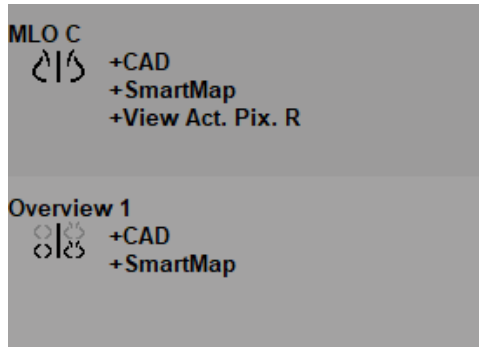 MLO C
+CAD
+SmartMap
+View Act. Pix. R
Overview 1
+CAD
+SmartMap